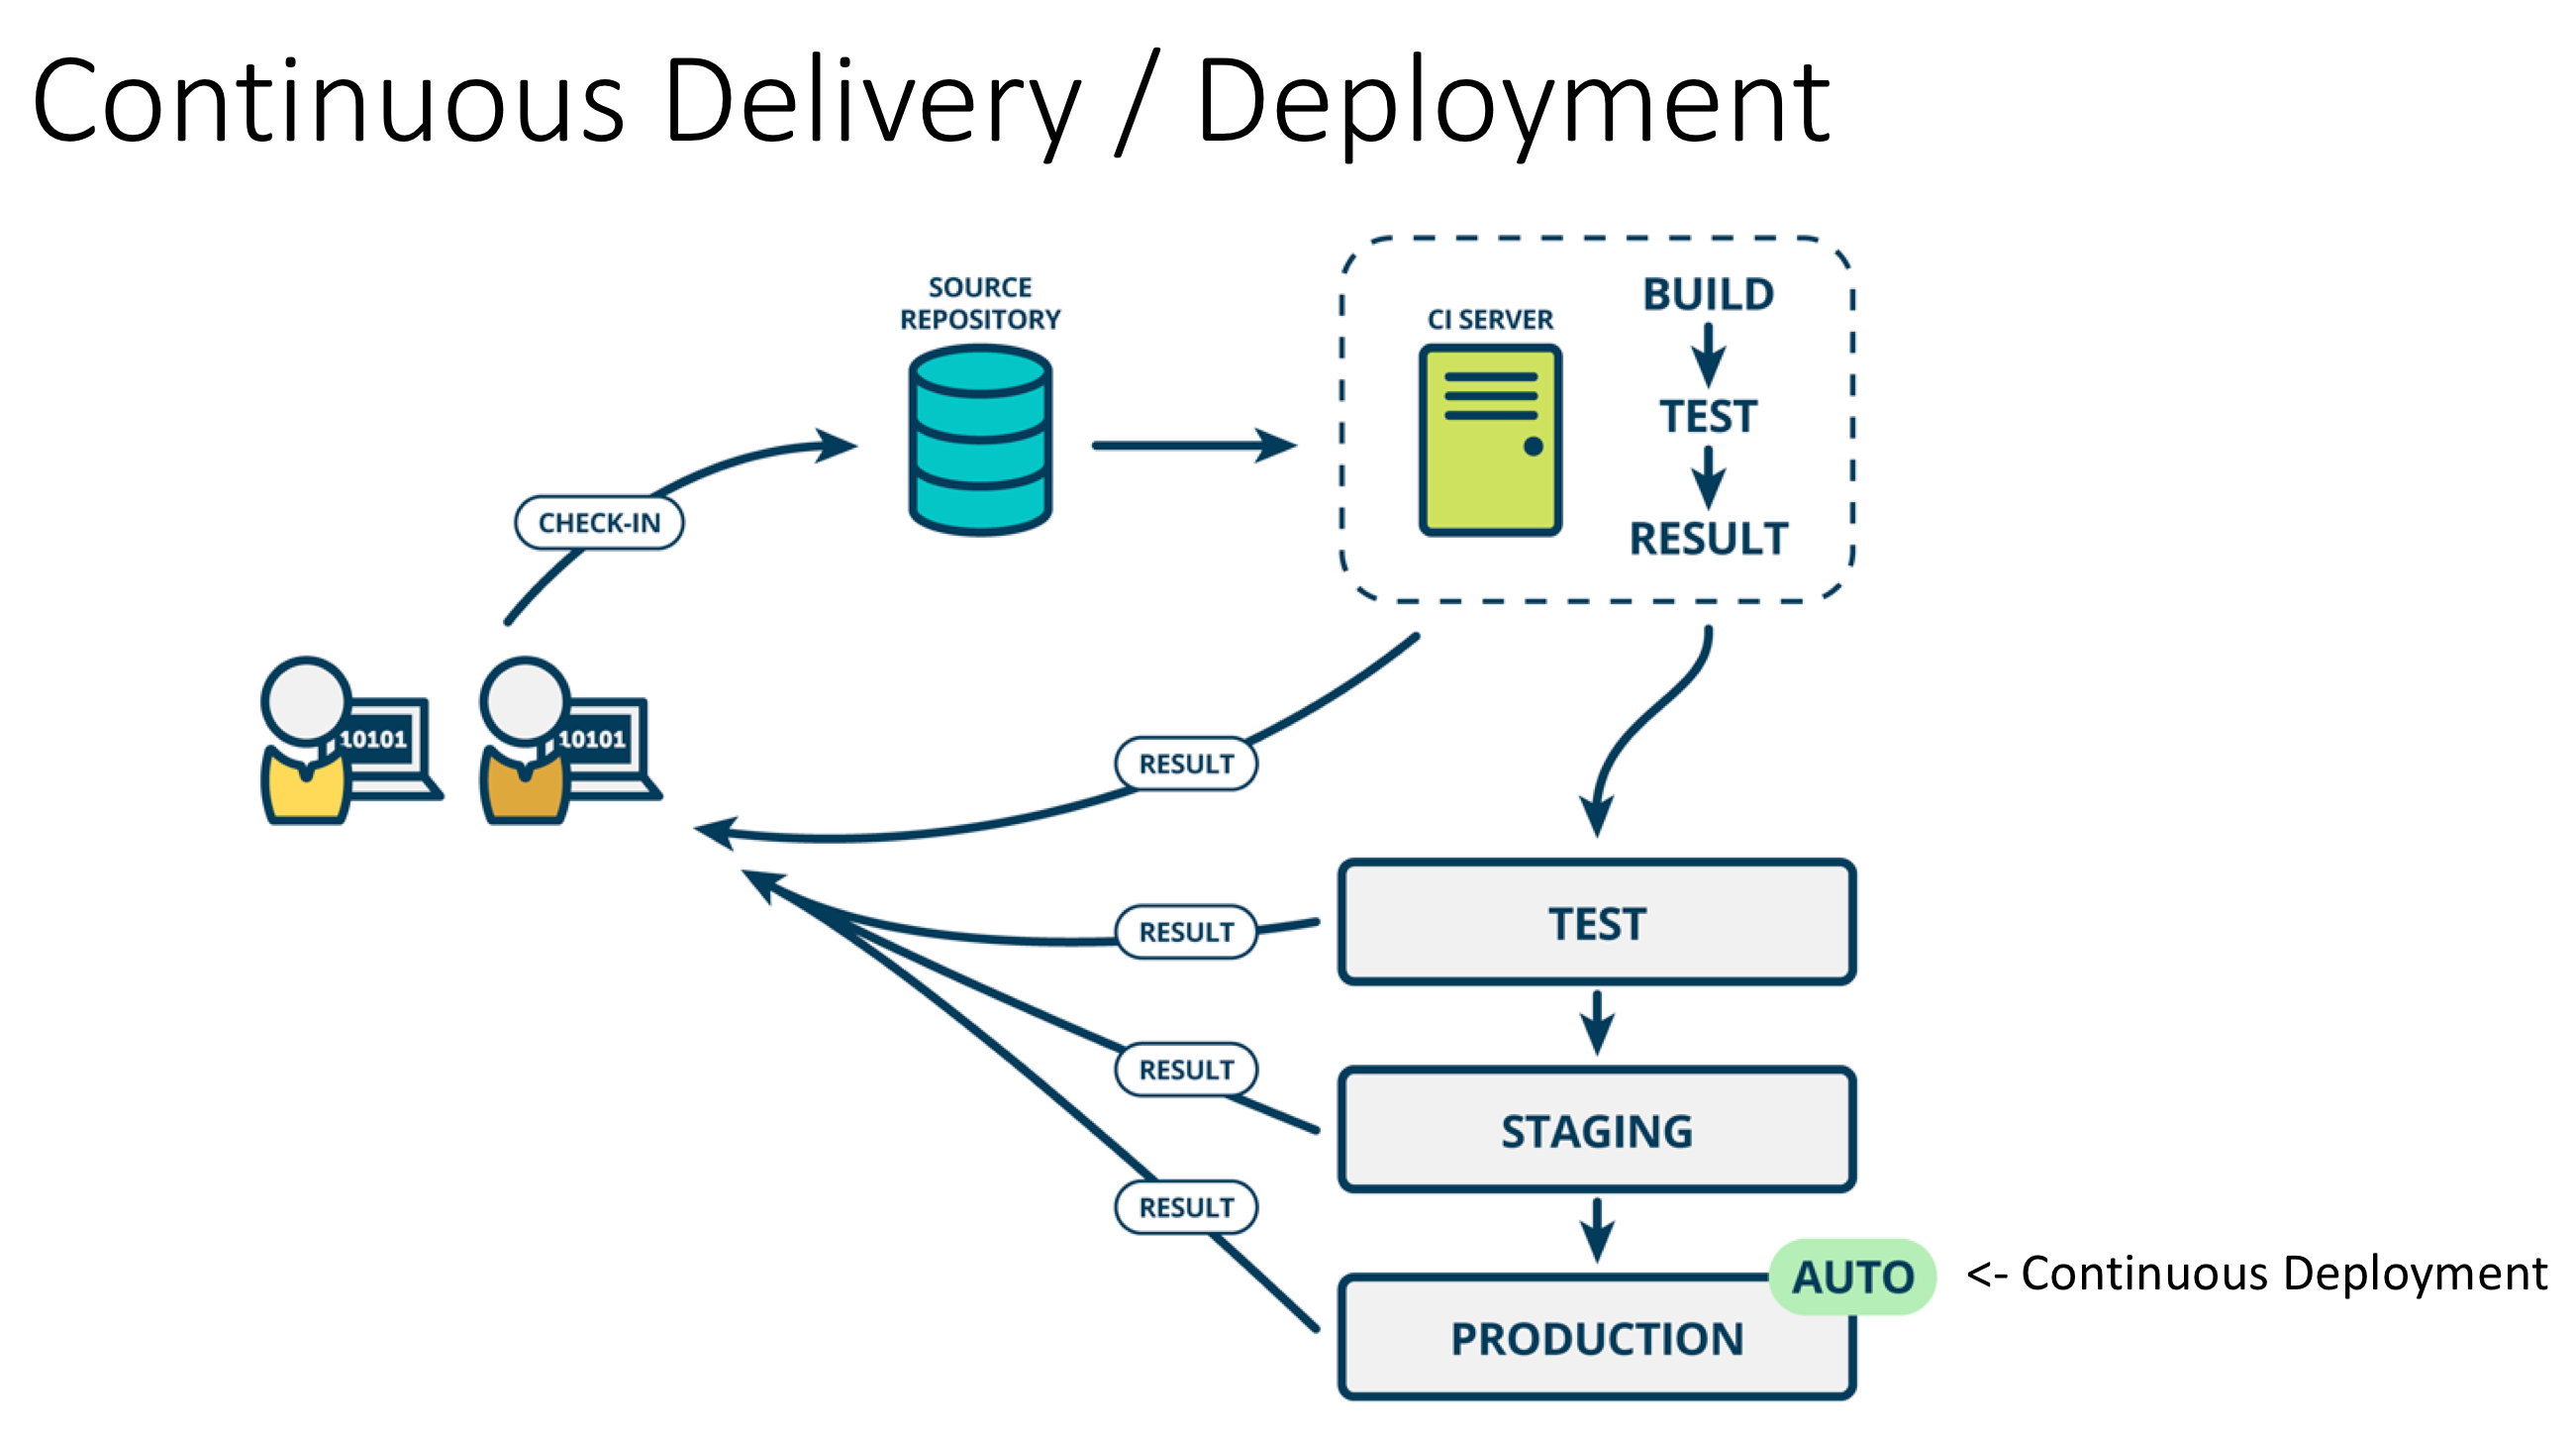 Continuous Delivery / Deployment
SOURCE
REPOSITORY
CI SERVER
BUILD
TEST
RESULT
CHECK-IN
10101
10101
RESULT
RESULT
TEST
RESULT
STAGING
RESULT
AUTO
<- Continuous Deployment
PRODUCTION